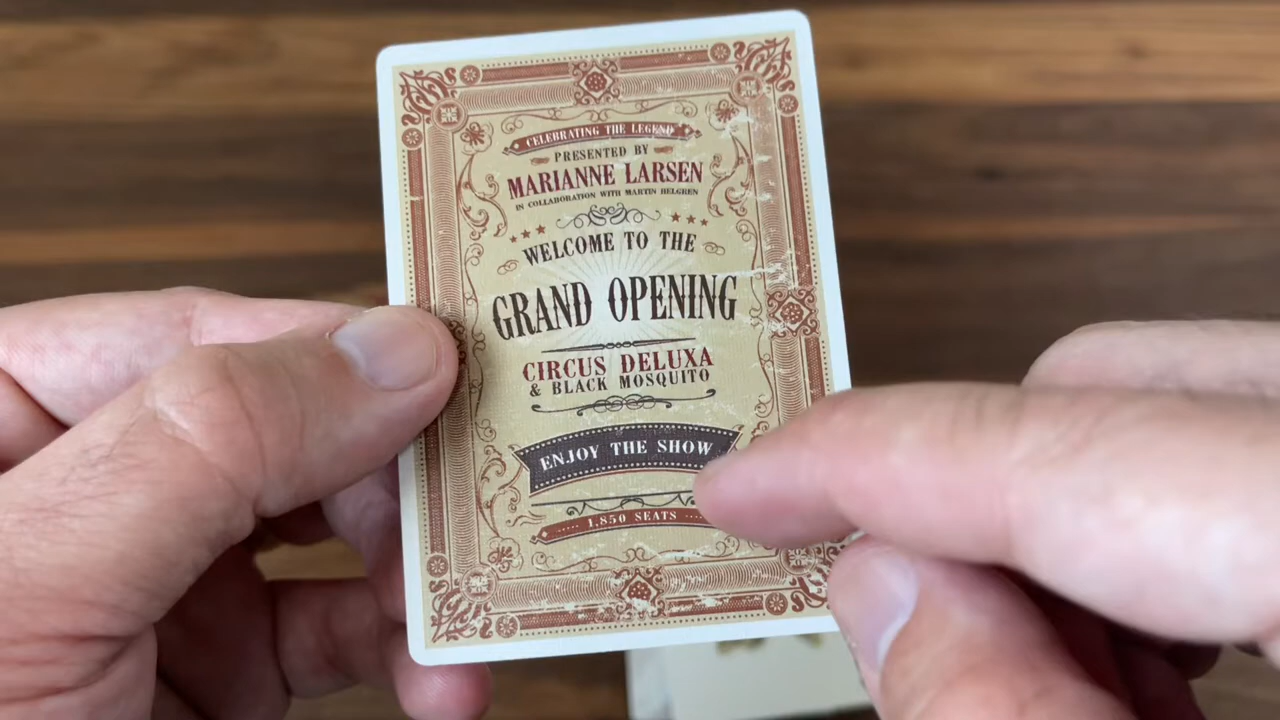 CELEBRATING THE LEGEND
PRESENTED BY
MARIANNE LARSEN
IN COLLABORATION WITH MARTIN HELGREN
WELCOME TO THE
GRAND OPENING
CIRCUS DELUXA
& BLACK MOSQUITO
ENJOY THE SHOW
1,850 SEATS